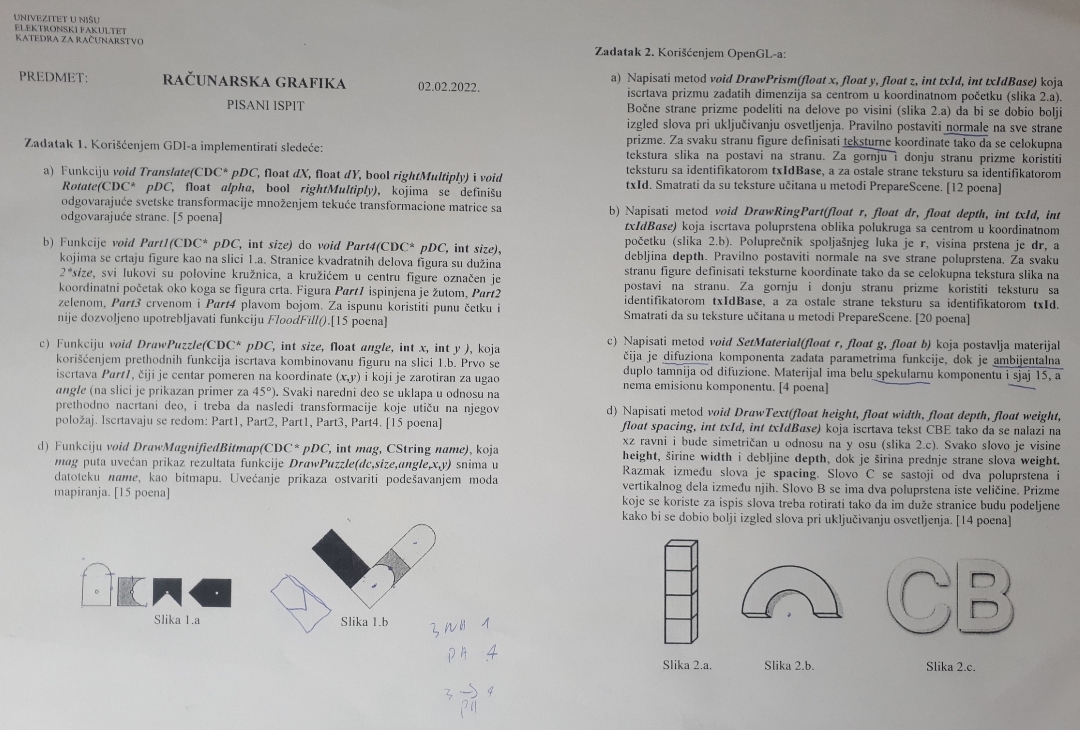 UNIVEZITET U NIŠU
ELEKTRONSKI FAKULTET
KATEDRA ZA RAČUNARSTVO
PREDMET: RAČUNARSKA GRAFIKA 02.02.2022.
PISANI ISPIT
Zadatak 1. Korišćenjem GDI-a implementirati sledeće:
a) Funkciju void Translate(CDC* pDC, float dX, float dY, bool rightMultiply) i void
Rotate(CDC* pDC, float alpha, bool rightMultiply), kojima se definišu
odgovarajuće svetske transformacije množenjem tekuće transformacione matrice sa
odgovarajuće strane. [5 poena]
b) Funkcije void Part1(CDC* pDC, int size) do void Part4(CDC* pDC, int size),
kojima se crtaju figure kao na slici 1.a. Stranice kvadratnih delova figura su dužina
2*size, svi lukovi su polovine kružnica, a kružićem u centru figure označen je
koordinatni početak oko koga se figura crta. Figura Part1 ispinjena je žutom, Part2
zelenom, Part3 crvenom i Part4 plavom bojom. Za ispunu koristiti punu četku i
nije dozvoljeno upotrebljavati funkciju FloodFill().[15 poena]
c) Funkciju void DrawPuzzle(CDC* pDC, int size, float angle, int x, int y ), koja
korišćenjem prethodnih funkcija iscrtava kombinovanu figuru na slici 1.b. Prvo se
iscrtava Part1, čiji je centar pomeren na koordinate (x,y) i koji je zarotiran za ugao
angle (na slici je prikazan primer za 45°). Svaki naredni deo se uklapa u odnosu na
prethodno nacrtani deo, i treba da nasledi transformacije koje utiču na njegov
položaj. Iscrtavaju se redom: Part1, Part2, Part1, Part3, Part4. [15 poena]
d) Funkciju void DrawMagnifiedBitmap(CDC* pDC, int mag, CString name), koja
mag puta uvećan prikaz rezultata funkcije DrawPuzzle(dc,size,angle,x,y) snima u
datoteku name, kao bitmapu. Uvećanje prikaza ostvariti podešavanjem moda
mapiranja. [15 poena]
Slika 1.a
Slika 1.b
3 NA 1
PA 4
3 → 4
PA
Zadatak 2. Korišćenjem OpenGL-a:
a) Napisati metod void DrawPrism(float x, float y, float z, int txId, int txIdBase) koja
iscrtava prizmu zadatih dimenzija sa centrom u koordinatnom početku (slika 2.a).
Bočne strane prizme podeliti na delove po visini (slika 2.a) da bi se dobio bolji
izgled slova pri uključivanju osvetljenja. Pravilno postaviti normale na sve strane
prizme. Za svaku stranu figure definisati teksturne koordinate tako da se celokupna
tekstura slika na postavi na stranu. Za gornju i donju stranu prizme koristiti
teksturu sa identifikatorom txIdBase, a za ostale strane teksturu sa identifikatorom
txId. Smatrati da su teksture učitana u metodi PrepareScene. [12 poena]
b) Napisati metod void DrawRingPart(float r, float dr, float depth, int txId, int
txIdBase) koja iscrtava poluprstena oblika polukruga sa centrom u koordinatnom
početku (slika 2.b). Poluprečnik spoljašnjeg luka je r, visina prstena je dr, a
debljina depth. Pravilno postaviti normale na sve strane poluprstena. Za svaku
stranu figure definisati teksturne koordinate tako da se celokupna tekstura slika na
postavi na stranu. Za gornju i donju stranu prizme koristiti teksturu sa
identifikatorom txIdBase, a za ostale strane teksturu sa identifikatorom txId.
Smatrati da su teksture učitana u metodi PrepareScene. [20 poena]
c) Napisati metod void SetMaterial(float r, float g, float b) koja postavlja materijal
čija je difuziona komponenta zadata parametrima funkcije, dok je ambijentalna
duplo tamnija od difuzione. Materijal ima belu spekularnu komponentu i sjaj 15, a
nema emisionu komponentu. [4 poena]
d) Napisati metod void DrawText(float height, float width, float depth, float weight,
float spacing, int txId, int txIdBase) koja iscrtava tekst CBE tako da se nalazi na
xz ravni i bude simetričan u odnosu na y osu (slika 2.c). Svako slovo je visine
height, širine width i debljine depth, dok je širina prednje strane slova weight.
Razmak između slova je spacing. Slovo C se sastoji od dva poluprstena i
vertikalnog dela između njih. Slovo B se ima dva poluprstena iste veličine. Prizme
koje se koriste za ispis slova treba rotirati tako da im duže stranice budu podeljene
kako bi se dobio bolji izgled slova pri uključivanju osvetljenja. [14 poena]
CB
Slika 2.a.
Slika 2.b.
Slika 2.c.